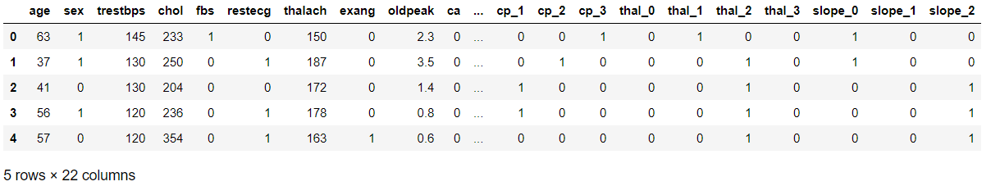 age sex trestbps chol fbs restecg thalach exang oldpeak ca ... cp_1 cp_2 cp_3 thal_0 thal_1 thal_2 thal_3 slope_0 slope_1 slope_2
0 63 1 145 233 1 0 150 0 2.3 0 ... 0 0 1 0 1 0 0 1 0 0
1 37 1 130 250 0 1 187 0 3.5 0 ... 0 1 0 0 0 1 0 1 0 0
2 41 0 130 204 0 0 172 0 1.4 0 ... 1 0 0 0 0 1 0 0 0 1
3 56 1 120 236 0 1 178 0 0.8 0 ... 1 0 0 0 0 1 0 0 0 1
4 57 0 120 354 0 1 163 1 0.6 0 ... 0 0 0 0 0 1 0 0 0 1
5 rows × 22 columns